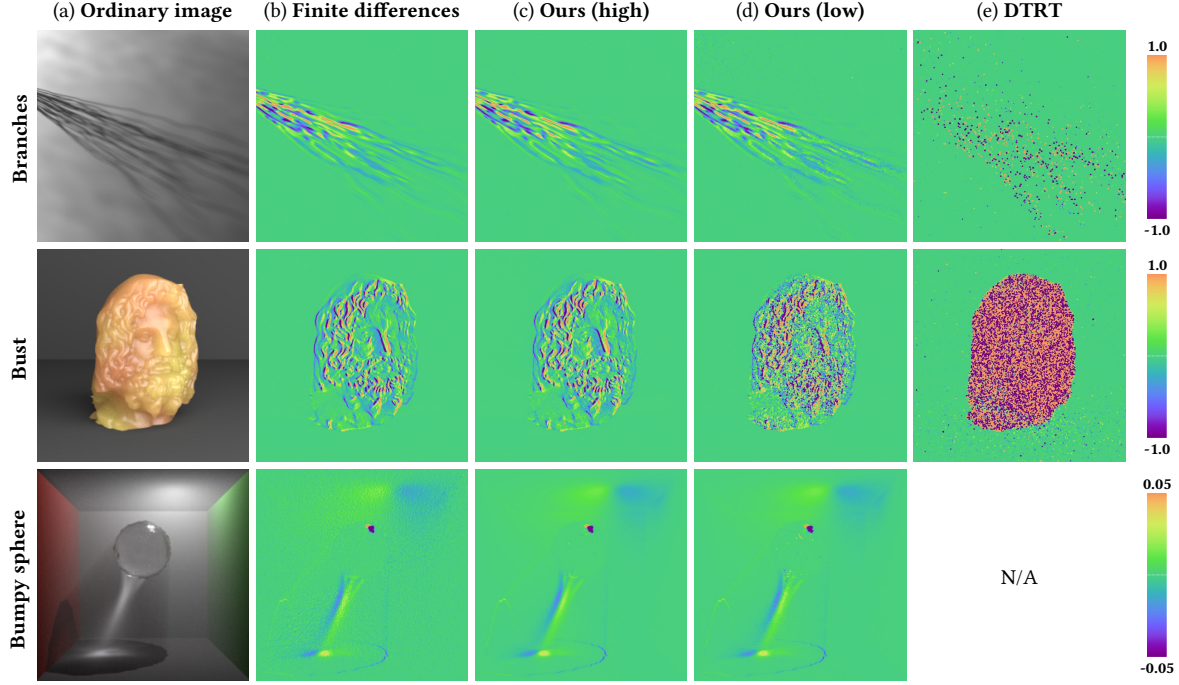 (a) Ordinary image (b) Finite differences (c) Ours (high) (d) Ours (low) (e) DTRT
Branches
1.0
-1.0
Bust
1.0
-1.0
Bumpy sphere
N/A
0.05
-0.05